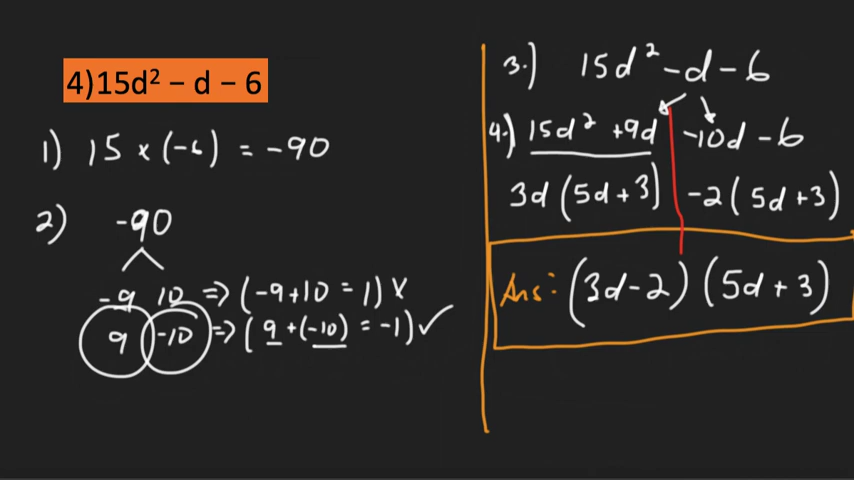 4)15d² − d − 6
1) 15 × (-6) = -90
2) -90
-9 10 => (-9+10 = 1) x
9 -10 => (9 + (-10) = -1) ✓
3.) 15d² - d - 6
4.) 15d² + 9d -10d - 6
3d (5d + 3) -2 (5d + 3)
Ans: (3d - 2) (5d + 3)